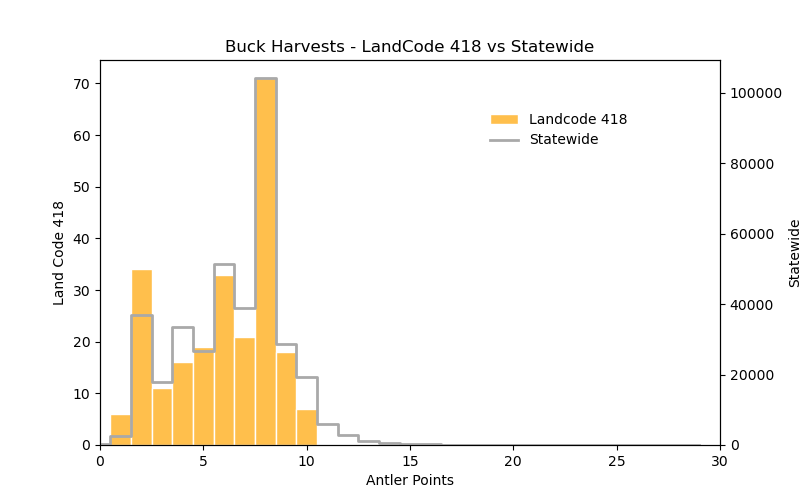 Buck Harvests - LandCode 418 vs Statewide
70
60
50
40
30
20
10
0
Land Code 418
Landcode 418
Statewide
100000
80000
60000
40000
20000
0
Statewide
0 5 10 15 20 25 30
Antler Points